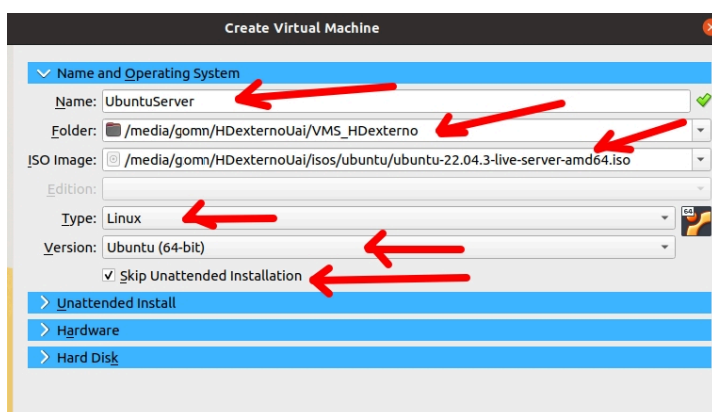 Create Virtual Machine
Name and Operating System
Name: UbuntuServer
Folder: /media/gomn/HDexternoUai/VMS_HDexterno
ISO Image: /media/gomn/HDexternoUai/isos/ubuntu/ubuntu-22.04.3-live-server-amd64.iso
Edition:
Type: Linux
64
Version: Ubuntu (64-bit)
Skip Unattended Installation
Unattended Install
Hardware
Hard Disk